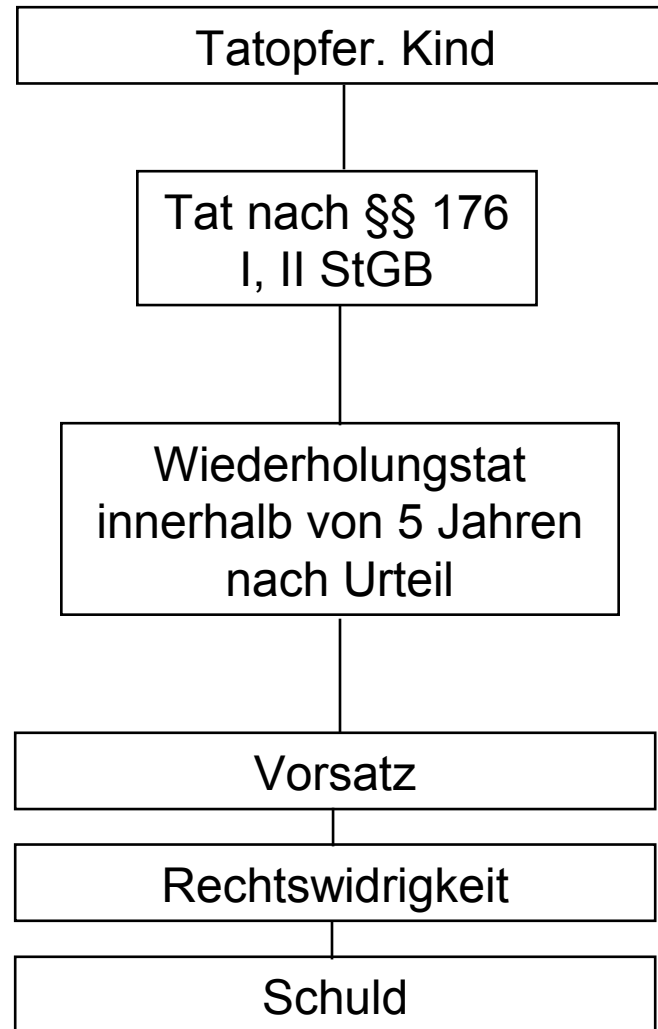 Tatopfer. Kind
Tat nach §§ 176
I, II StGB
Wiederholungstat
innerhalb von 5 Jahren
nach Urteil
Vorsatz
Rechtswidrigkeit
Schuld